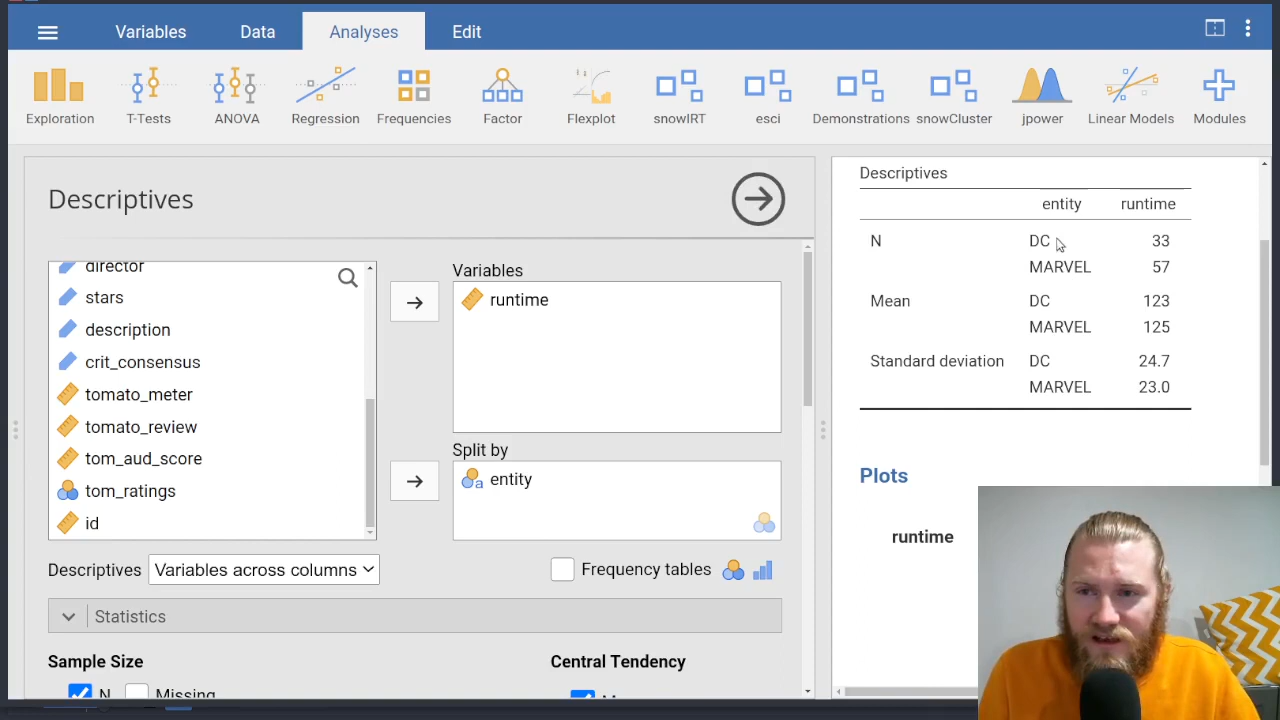 Variables Data Analyses Edit
Exploration T-Tests ANOVA Regression Frequencies Factor Flexplot snowIRT esci Demonstrations snowCluster jpower Linear Models Modules
Descriptives
director
stars
description
crit_consensus
tomato_meter
tomato_review
tom_aud_score
tom_ratings
id
Variables
runtime
Split by
a entity
Descriptives Variables across columns
Frequency tables
Statistics
Sample Size
Central Tendency
N Missing
Descriptives
entity runtime
N DC 33
MARVEL 57
Mean DC 123
MARVEL 125
Standard deviation DC 24.7
MARVEL 23.0
Plots
runtime